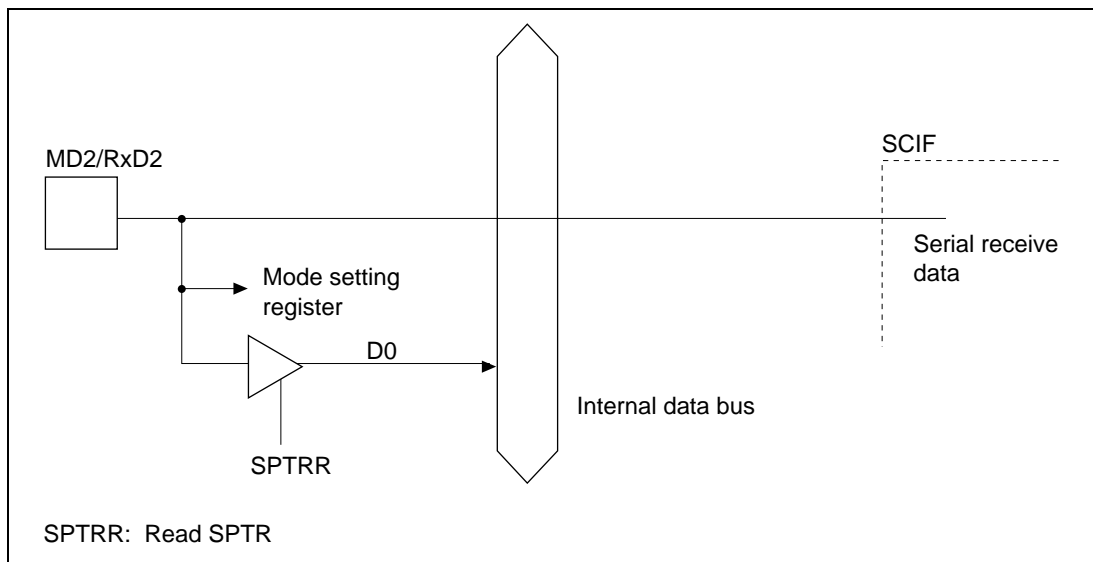 SCIF
MD2/RxD2
Serial receive
data
Mode setting
register
D0
Internal data bus
SPTRR
SPTRR: Read SPTR